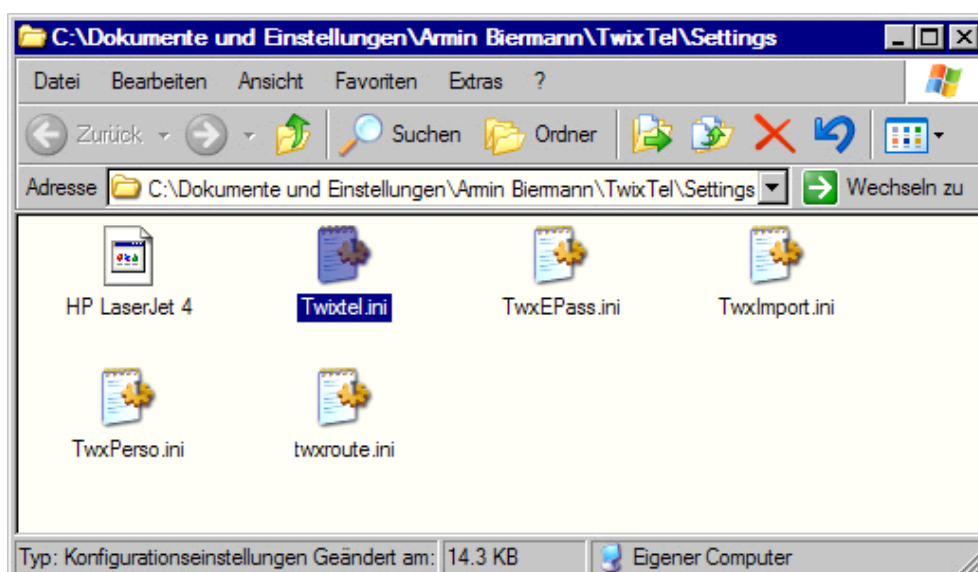 C:\Dokumente und Einstellungen\Armin Biermann\TwixTel\Settings
Datei Bearbeiten Ansicht Favoriten Extras ?
Zurück Suchen Ordner
Adresse C:\Dokumente und Einstellungen\Armin Biermann\TwixTel\Settings Wechseln zu
HP LaserJet 4 Twixtel.ini TwxEPass.ini TwxImport.ini
TwxPerso.ini twxroute.ini
Typ: Konfigurationseinstellungen Geändert am: 14.3 KB Eigener Computer